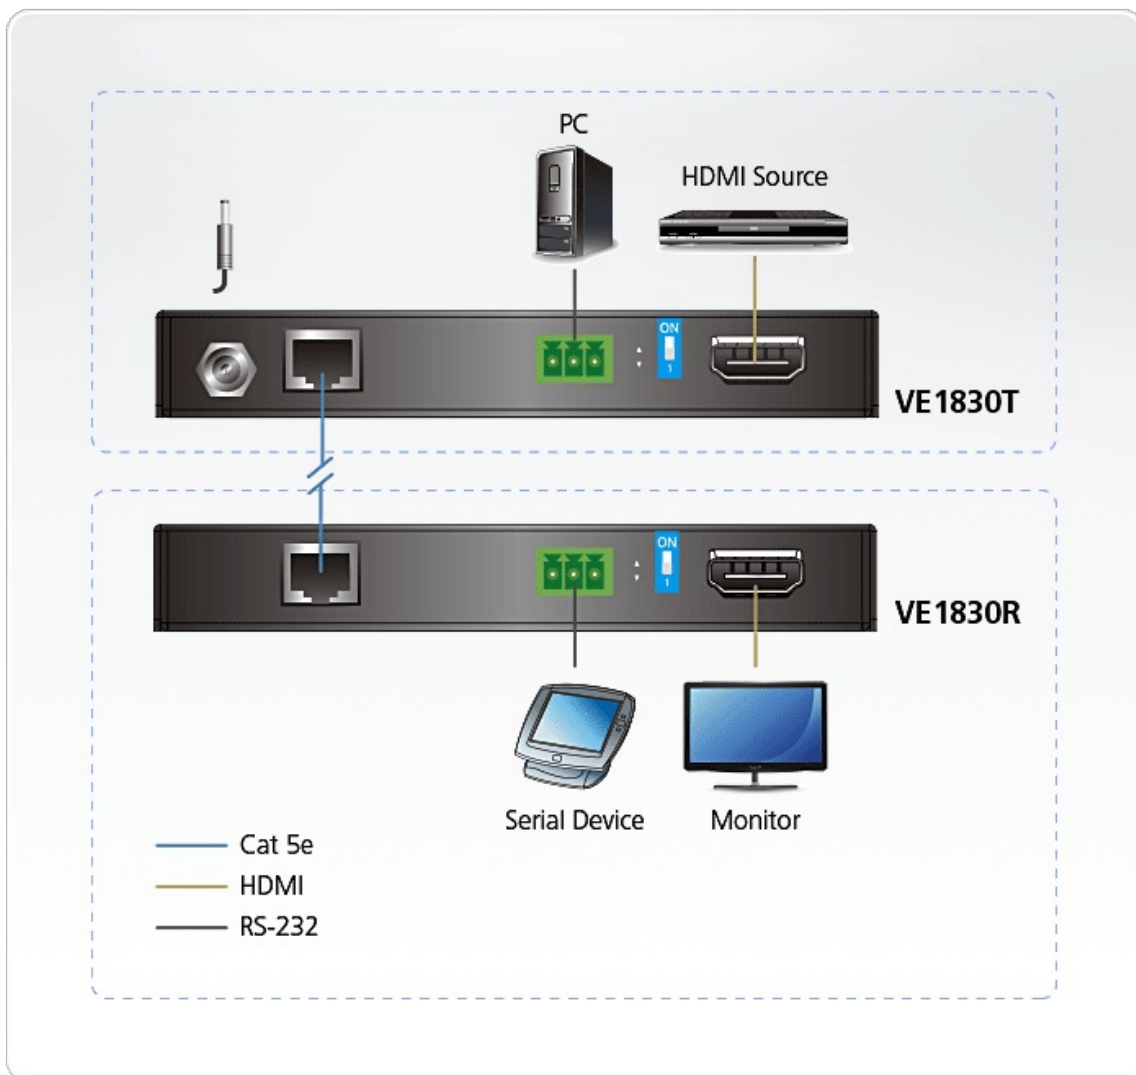 PC
HDMI Source
ON
1
VE1830T
ON
1
VE1830R
Serial Device
Monitor
Cat 5e
HDMI
RS-232